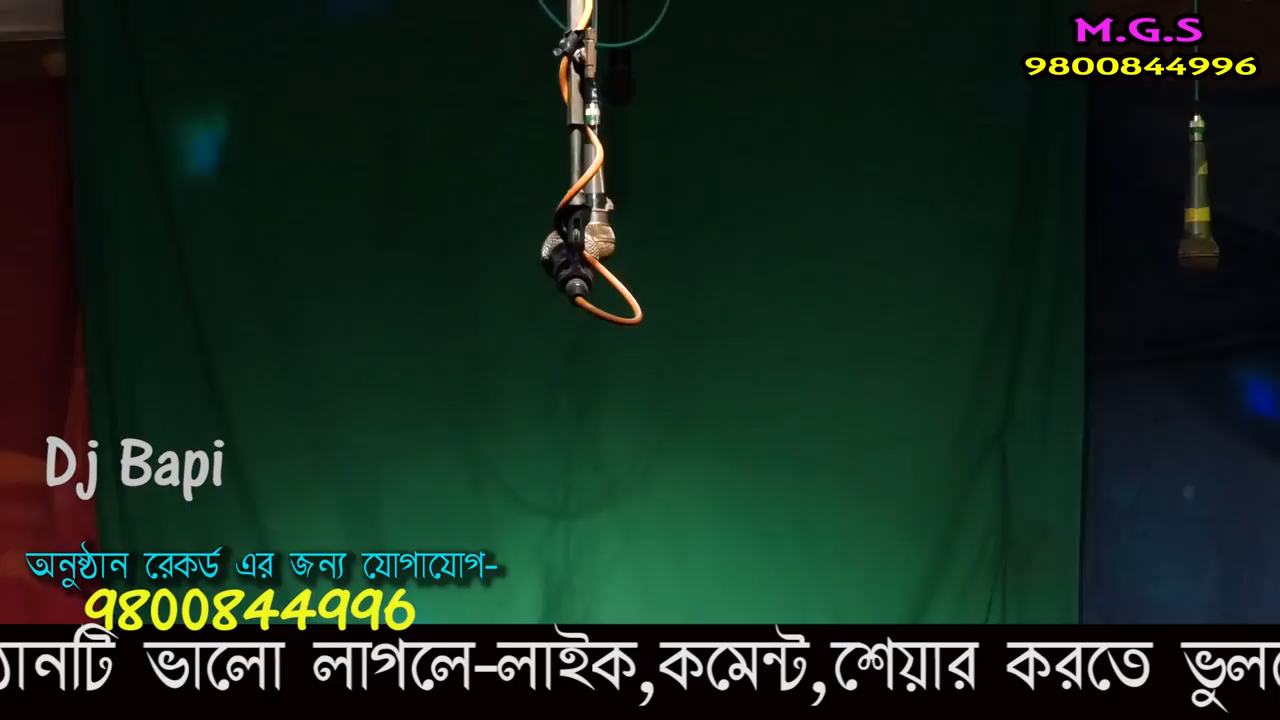 M.G.S
9800844996
Dj Bapi
অনুষ্ঠান রেকর্ড এর জন্য যোগাযোগ-
9800844996
ভালো লাগলে-লাইক,কমেন্ট,শেয়ার করতে